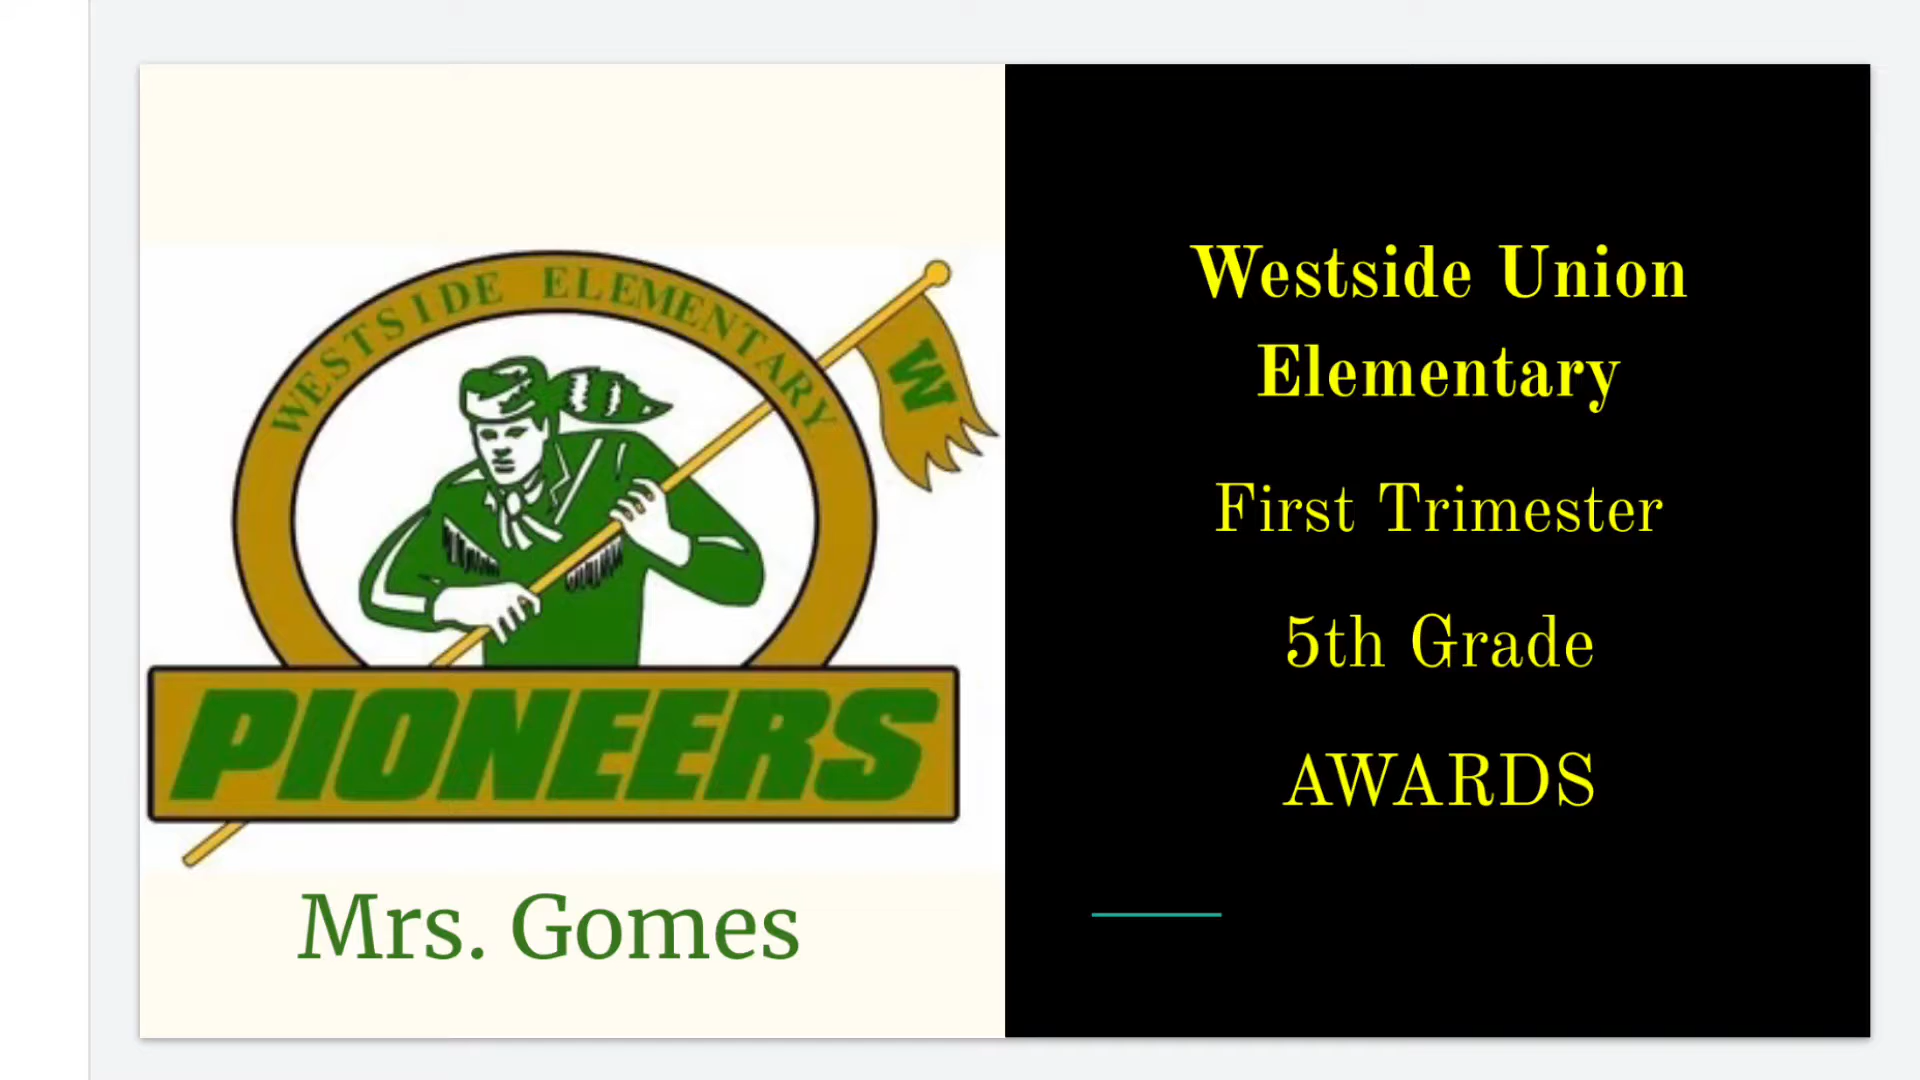 WESTSIDE ELEMENTARY
W
PIONEERS
Mrs. Gomes
Westside Union
Elementary
First Trimester
5th Grade
AWARDS